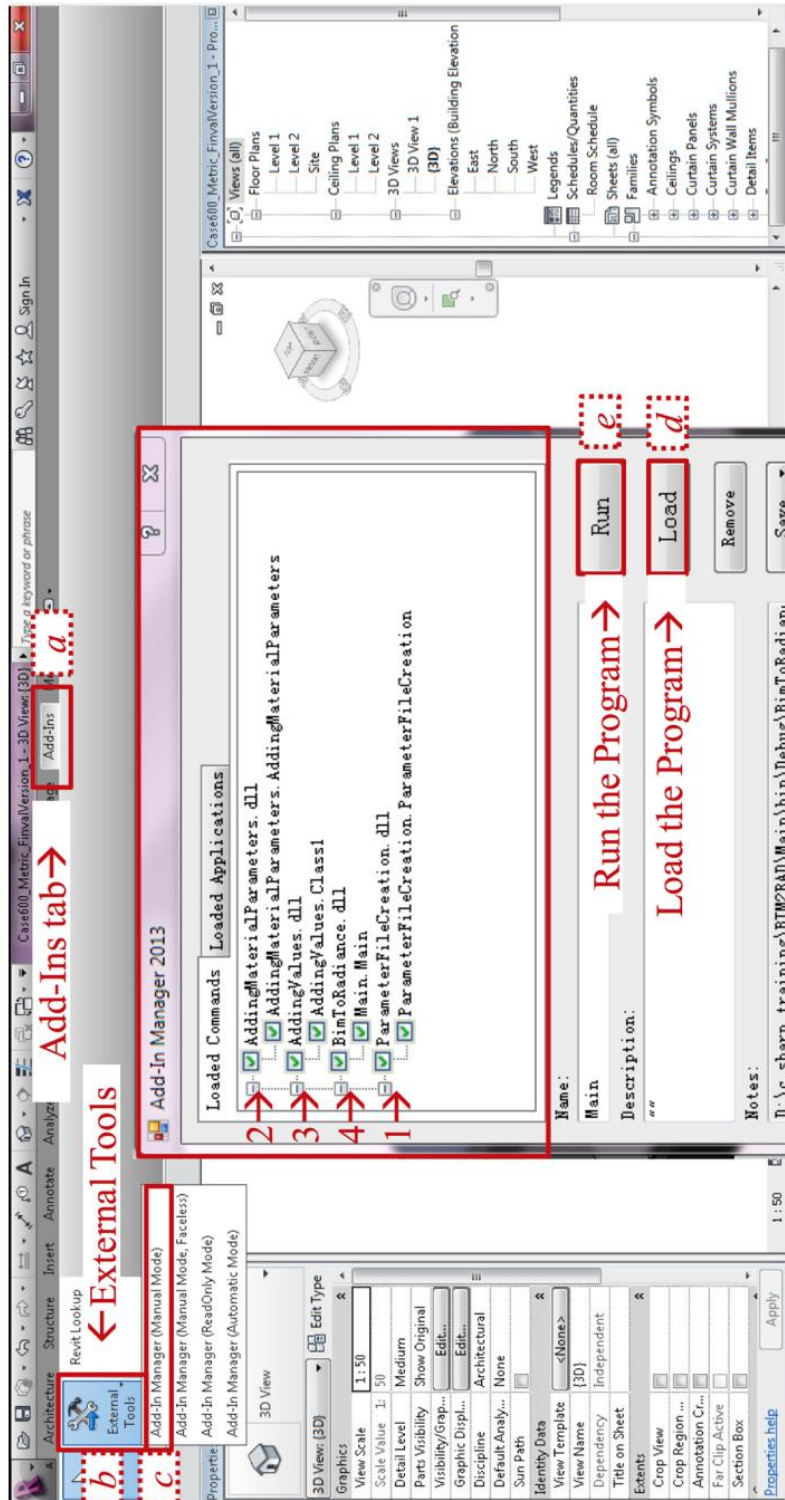 Case600_Metric_FinvalVersion_1 - 3D View: {3D}
Type a keyword or phrase
Sign In
Architecture
Structure
Insert
Annotate
Analyze
Add-Ins tab→
Add-Ins
a
b
External
Tools
Revit Lookup
←External Tools
c
Add-In Manager (Manual Mode)
Add-In Manager (Manual Mode, Faceless)
Add-In Manager (ReadOnly Mode)
Add-In Manager (Automatic Mode)
3D View
3D View: {3D}
Edit Type
Graphics
View Scale 1 : 50
Scale Value 1: 50
Detail Level Medium
Parts Visibility Show Original
Visibility/Grap... Edit...
Graphic Displ... Edit...
Discipline Architectural
Default Analy... None
Sun Path
Identity Data
View Template <None>
View Name {3D}
Dependency Independent
Title on Sheet
Extents
Crop View
Crop Region ...
Annotation Cr...
Far Clip Active
Section Box
Properties help
Apply
1 : 50
Add-In Manager 2013
? X
Loaded Commands Loaded Applications
2→ AddingMaterialParameters.dll
AddingMaterialParameters.AddingMaterialParameters
3→ AddingValues.dll
AddingValues.Class1
4→ BimToRadiance.dll
Main.Main
1→ ParameterFileCreation.dll
ParameterFileCreation.ParameterFileCreation
Name:
Main
Run the Program→
Run
e
Description:
""
Load the Program→
Load
d
Remove
Notes:
D:\c sharp training\BIM2RAD\Main\bin\Debug\BimToRadian
Save
Case600_Metric_FinvalVersion_1 - Pro...
Views (all)
Floor Plans
Level 1
Level 2
Site
Ceiling Plans
Level 1
Level 2
3D Views
3D View 1
{3D}
Elevations (Building Elevation
East
North
South
West
Legends
Schedules/Quantities
Room Schedule
Sheets (all)
Families
Annotation Symbols
Ceilings
Curtain Panels
Curtain Systems
Curtain Wall Mullions
Detail Items